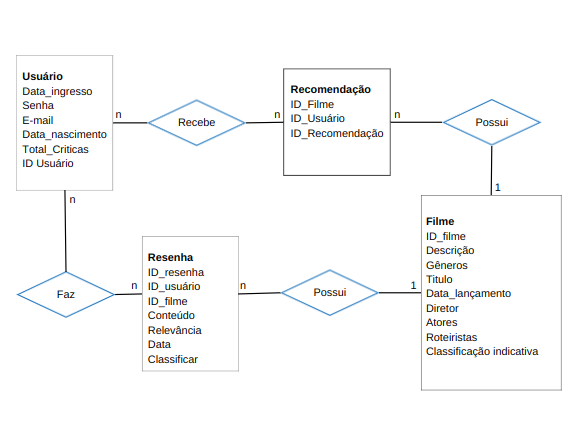 Usuário
Data_ingresso
Senha
E-mail
Data_nascimento
Total_Criticas
ID Usuário
n
Recebe
n
Recomendação
ID_Filme
ID_Usuário
ID_Recomendação
n
Possui
1
n
Faz
n
Resenha
ID_resenha
ID_usuário
ID_filme
Conteúdo
Relevância
Data
Classificar
n
Possui
1
Filme
ID_filme
Descrição
Gêneros
Titulo
Data_lançamento
Diretor
Atores
Roteiristas
Classificação indicativa